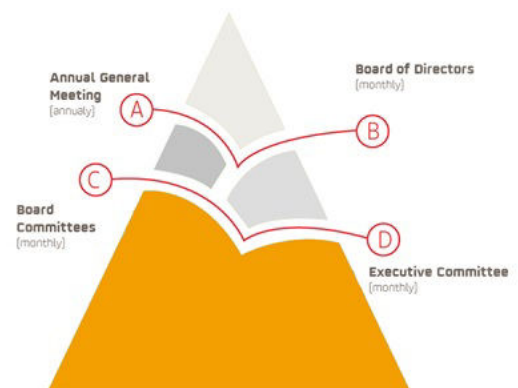 Annual General
Meeting
(annualy)
A
Board of Directors
(monthly)
B
C
Board
Committees
(monthly)
D
Executive Committee
(monthly)